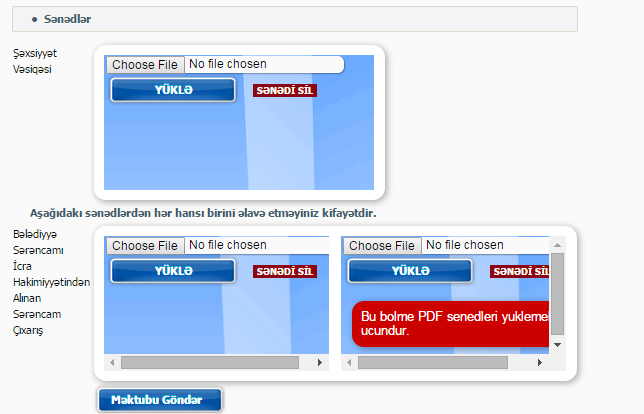 Sənədlər
Şəxsiyyət
Vəsiqəsi
Choose File No file chosen
YÜKLƏ
SƏNƏDİ SİL
Aşağıdakı sənədlərdən hər hansı birini əlavə etməyiniz kifayətdir.
Bələdiyyə
Sərəncamı
İcra
Hakimiyyətindən
Alınan
Sərəncam
Çıxarış
Choose File No file chosen
YÜKLƏ
SƏNƏDİ SİL
Choose File No file chosen
YÜKLƏ
SƏNƏDİ SİL
Bu bolme PDF senedleri yukleme
ucundur.
Məktubu Göndər